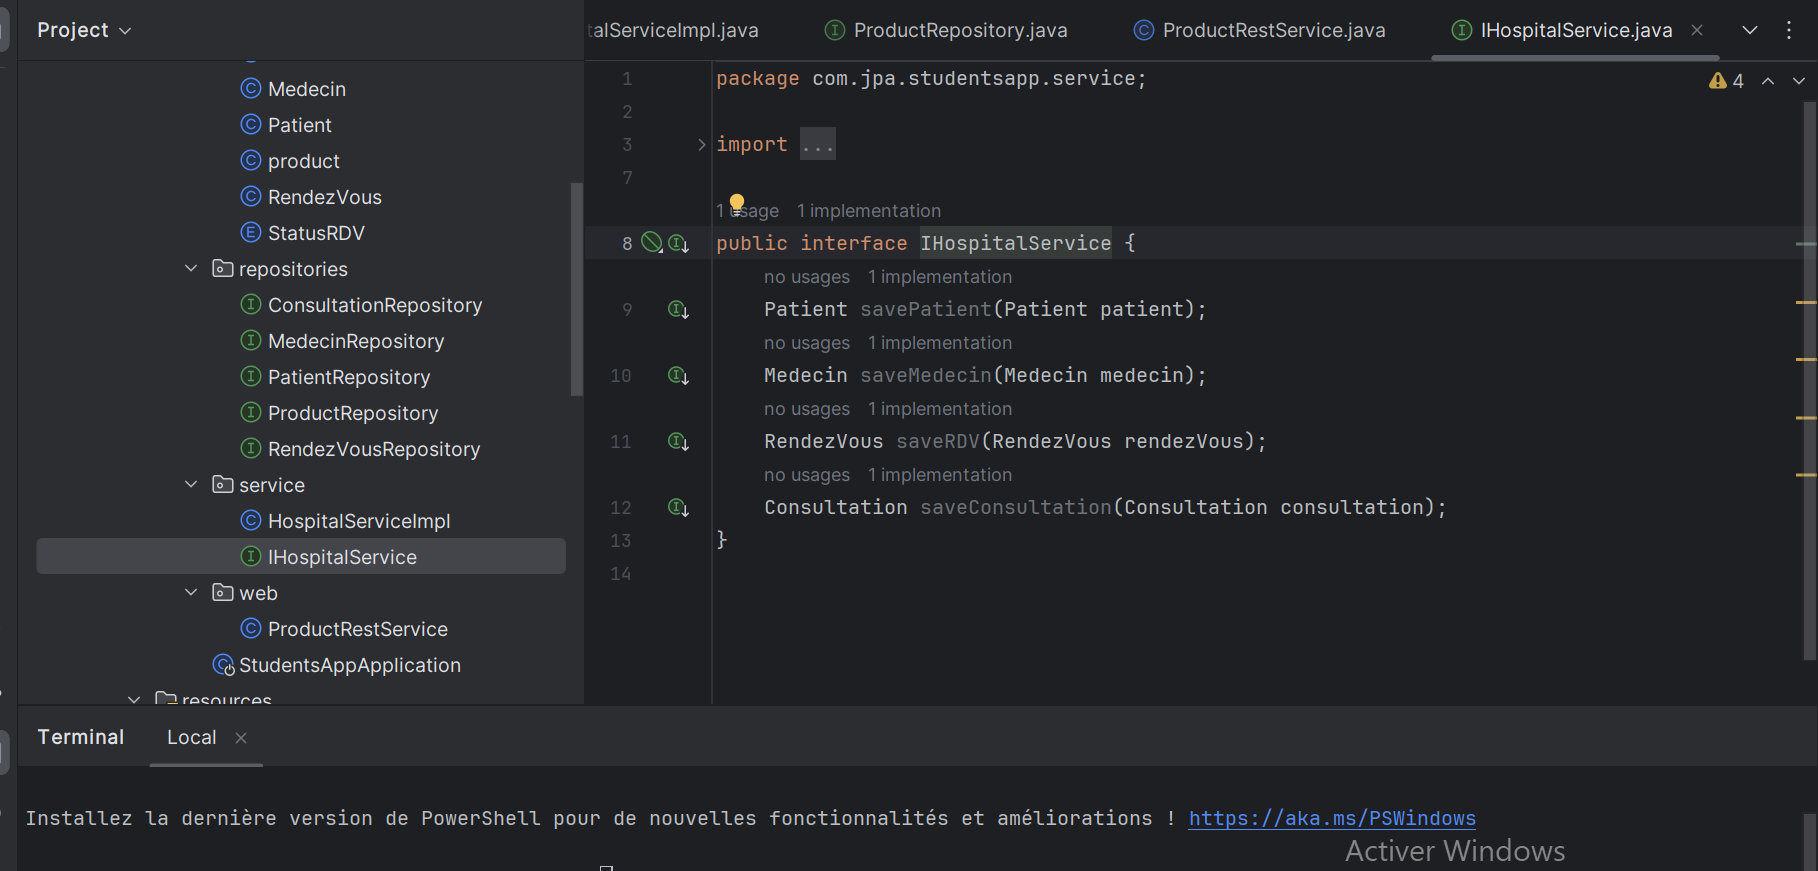 Project
Medecin
Patient
product
RendezVous
StatusRDV
repositories
ConsultationRepository
MedecinRepository
PatientRepository
ProductRepository
RendezVousRepository
service
HospitalServiceImpl
IHospitalService
web
ProductRestService
StudentsAppApplication
resources
talServiceImpl.java ProductRepository.java ProductRestService.java IHospitalService.java
4
1 package com.jpa.studentsapp.service;
2
3 import ...
7
1 usage 1 implementation
8 public interface IHospitalService {
no usages 1 implementation
9 Patient savePatient(Patient patient);
no usages 1 implementation
10 Medecin saveMedecin(Medecin medecin);
no usages 1 implementation
11 RendezVous saveRDV(RendezVous rendezVous);
no usages 1 implementation
12 Consultation saveConsultation(Consultation consultation);
13 }
14
Terminal Local
Installez la dernière version de PowerShell pour de nouvelles fonctionnalités et améliorations ! https://aka.ms/PSWindows
Activer Windows